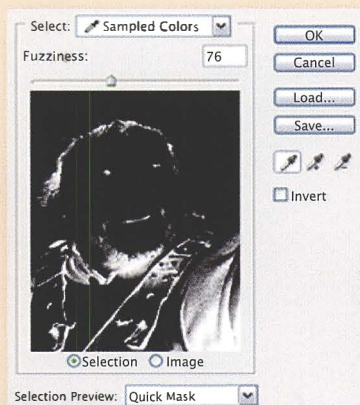 Select: Sampled Colors
OK
Fuzziness: 76
Cancel
Load...
Save...
Invert
Selection Image
Selection Preview: Quick Mask